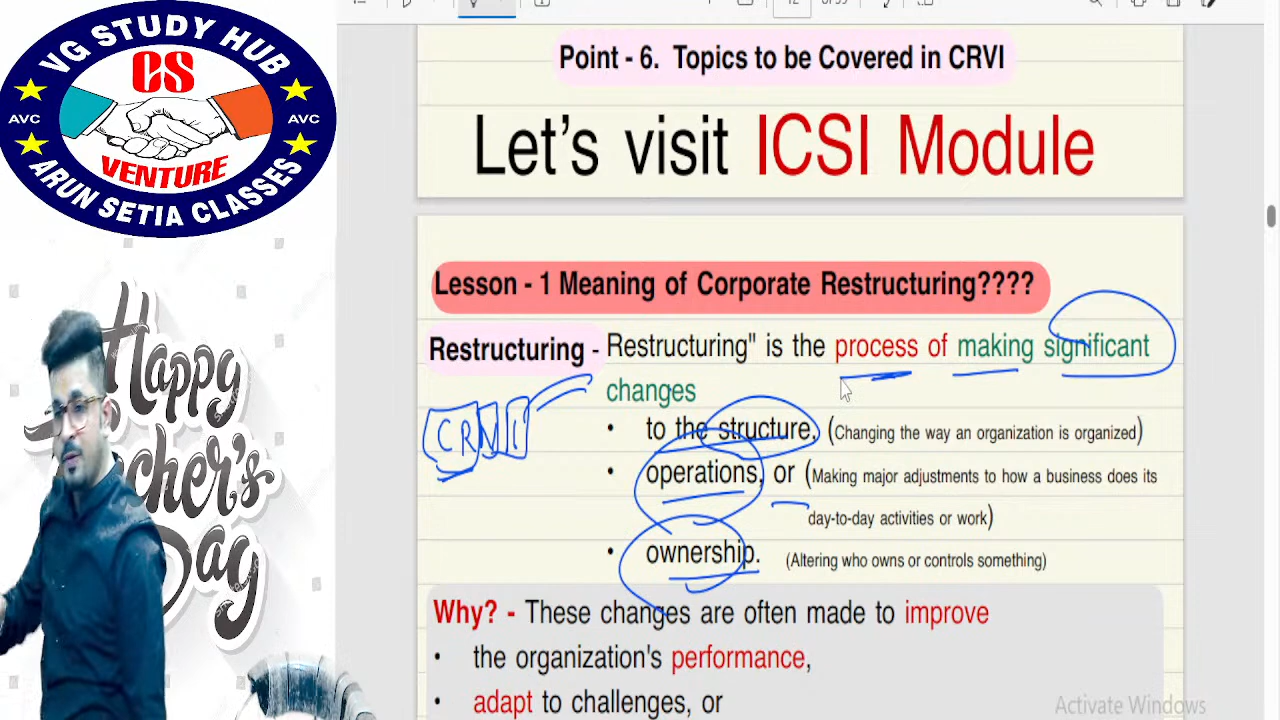 VG STUDY HUB
CS
AVC
AVC
VENTURE
ARUN SETIA CLASSES
Happy
Day
Point - 6. Topics to be Covered in CRVI
Let's visit ICSI Module
Lesson - 1 Meaning of Corporate Restructuring????
Restructuring - Restructuring" is the process of making significant
changes
CRVI
• to the structure, (Changing the way an organization is organized)
• operations, or (Making major adjustments to how a business does its
day-to-day activities or work)
• ownership. (Altering who owns or controls something)
Why? - These changes are often made to improve
• the organization's performance,
• adapt to challenges, or
Activate Windows